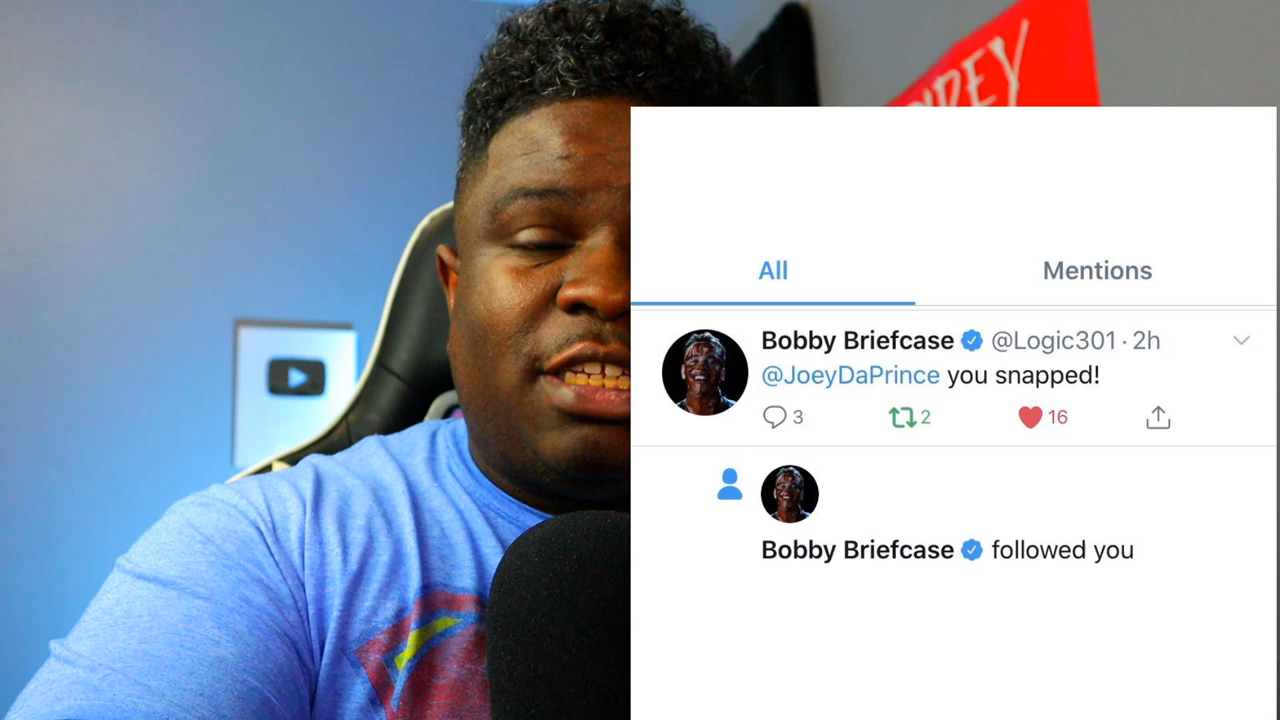 All
Mentions
Bobby Briefcase @Logic301 · 2h
@JoeyDaPrince you snapped!
3
2
16
Bobby Briefcase followed you